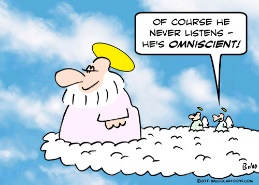 OF COURSE HE
NEVER LISTENS –
HE'S OMNISCIENT!